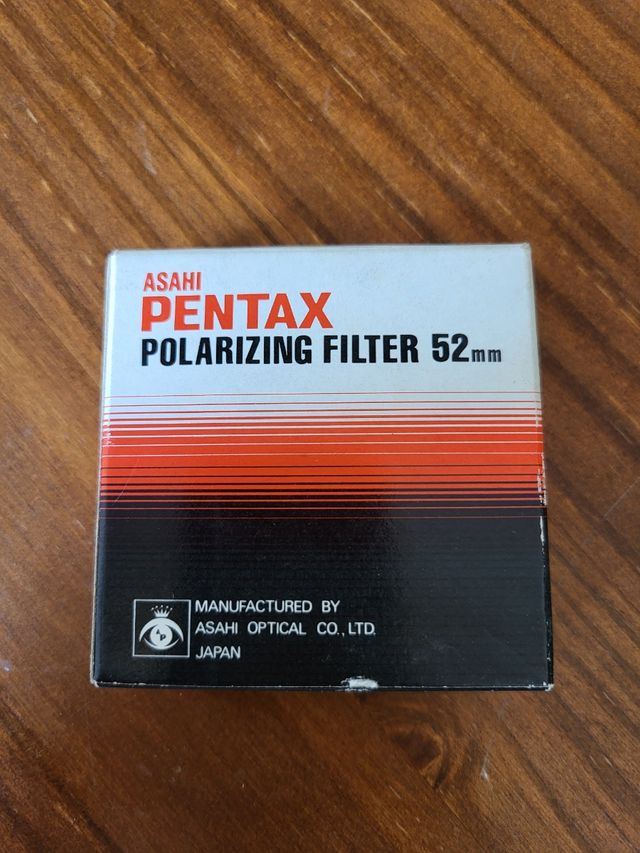 ASAHI
PENTAX
POLARIZING FILTER 52mm
MANUFACTURED BY
ASAHI OPTICAL CO., LTD.
JAPAN